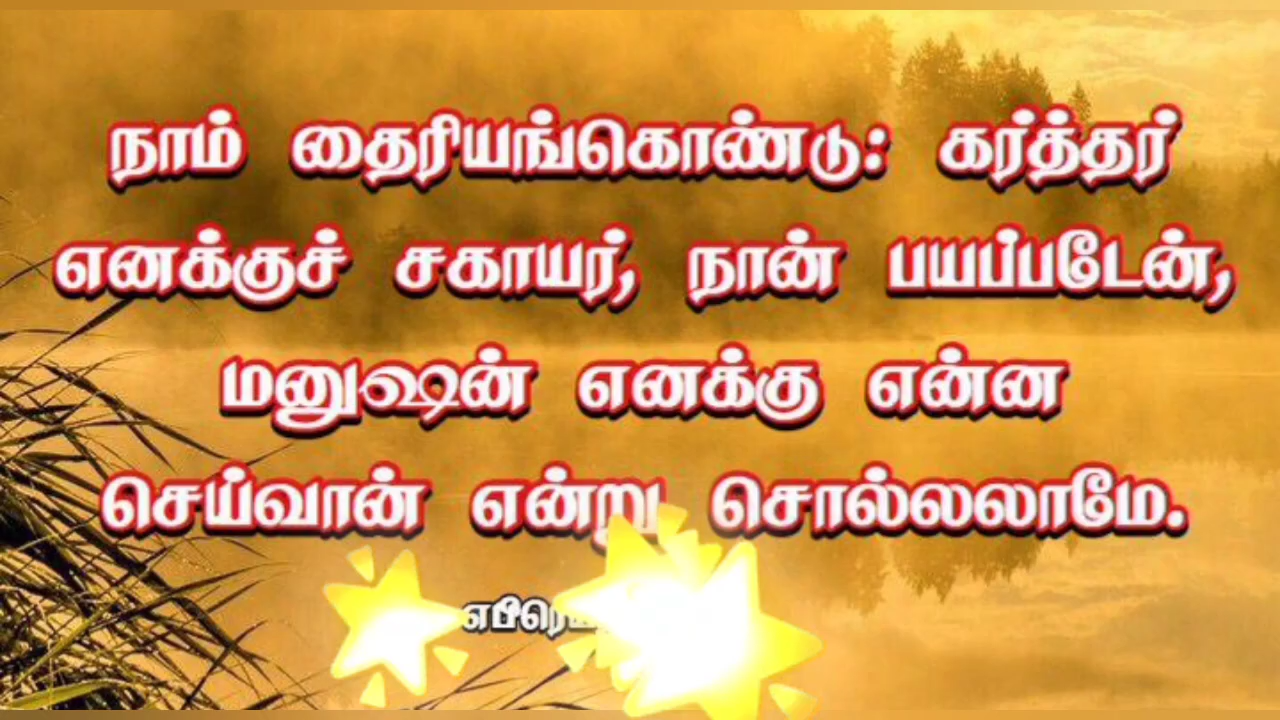 நாம் தைரியங்கொண்டு: கர்த்தர்
எனக்குச் சகாயர், நான் பயப்படேன்,
மனுஷன் எனக்கு என்ன
செய்வான் என்று சொல்லலாமே.